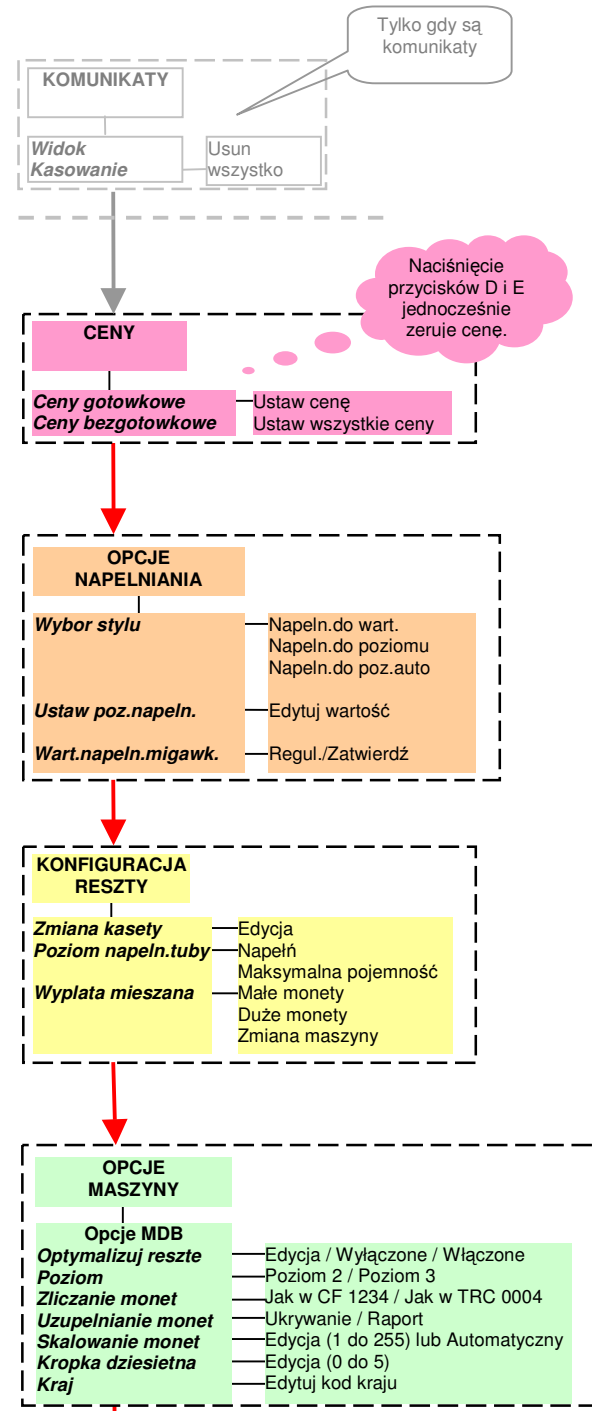 Tylko gdy są
komunikaty
KOMUNIKATY
Widok
Kasowanie
Usun
wszystko
Naciśnięcie
przycisków D i E
jednocześnie
zeruje cenę.
CENY
Ceny gotowkowe
Ceny bezgotowkowe
Ustaw cenę
Ustaw wszystkie ceny
OPCJE
NAPELNIANIA
Wybor stylu
Napeln.do wart.
Napeln.do poziomu
Napeln.do poz.auto
Ustaw poz.napeln.
Edytuj wartość
Wart.napeln.migawk.
Regul./Zatwierdź
KONFIGURACJA
RESZTY
Zmiana kasety
Edycja
Poziom napeln.tuby
Napełń
Maksymalna pojemność
Wyplata mieszana
Małe monety
Duże monety
Zmiana maszyny
OPCJE
MASZYNY
Opcje MDB
Optymalizuj reszte
Edycja / Wyłączone / Włączone
Poziom
Poziom 2 / Poziom 3
Zliczanie monet
Jak w CF 1234 / Jak w TRC 0004
Uzupelnianie monet
Ukrywanie / Raport
Skalowanie monet
Edycja (1 do 255) lub Automatyczny
Kropka dziesietna
Edycja (0 do 5)
Kraj
Edytuj kod kraju